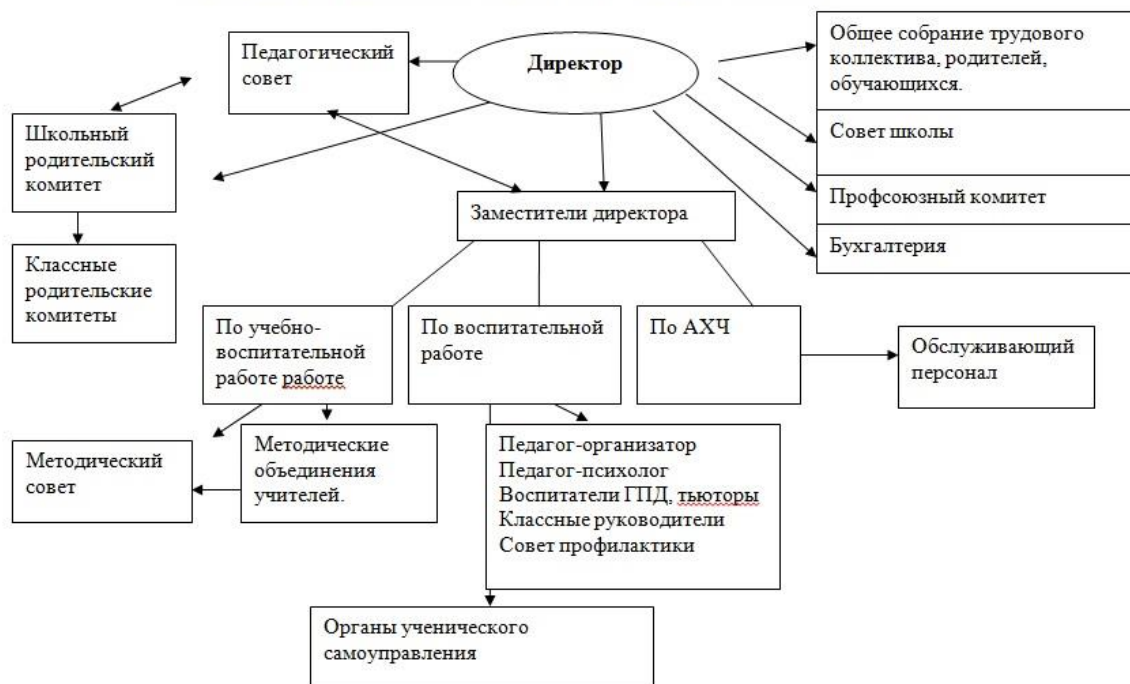 Педагогический
совет
Директор
Общее собрание трудового
коллектива, родителей,
обучающихся.
Школьный
родительский
комитет
Совет школы
Профсоюзный комитет
Бухгалтерия
Заместители директора
Классные
родительские
комитеты
По учебно-
воспитательной
работе работе
По воспитательной
работе
По АХЧ
Обслуживающий
персонал
Методический
совет
Методические
объединения
учителей.
Педагог-организатор
Педагог-психолог
Воспитатели ГПД, тьюторы
Классные руководители
Совет профилактики
Органы ученического
самоуправления